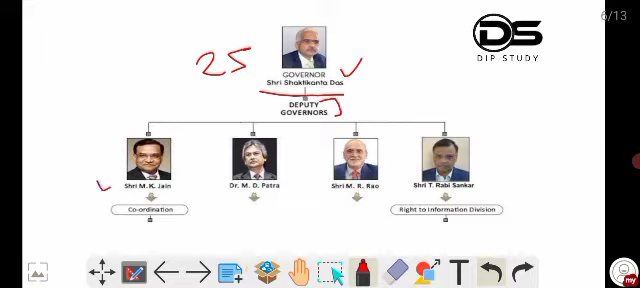 6/13
DS
DIP STUDY
25
GOVERNOR
Shri Shaktikanta Das
DEPUTY
GOVERNORS
Shri M. K. Jain
Dr. M. D. Patra
Shri M. R. Rao
Shri T. Rabi Sankar
Co-ordination
Right to Information Division
T
my